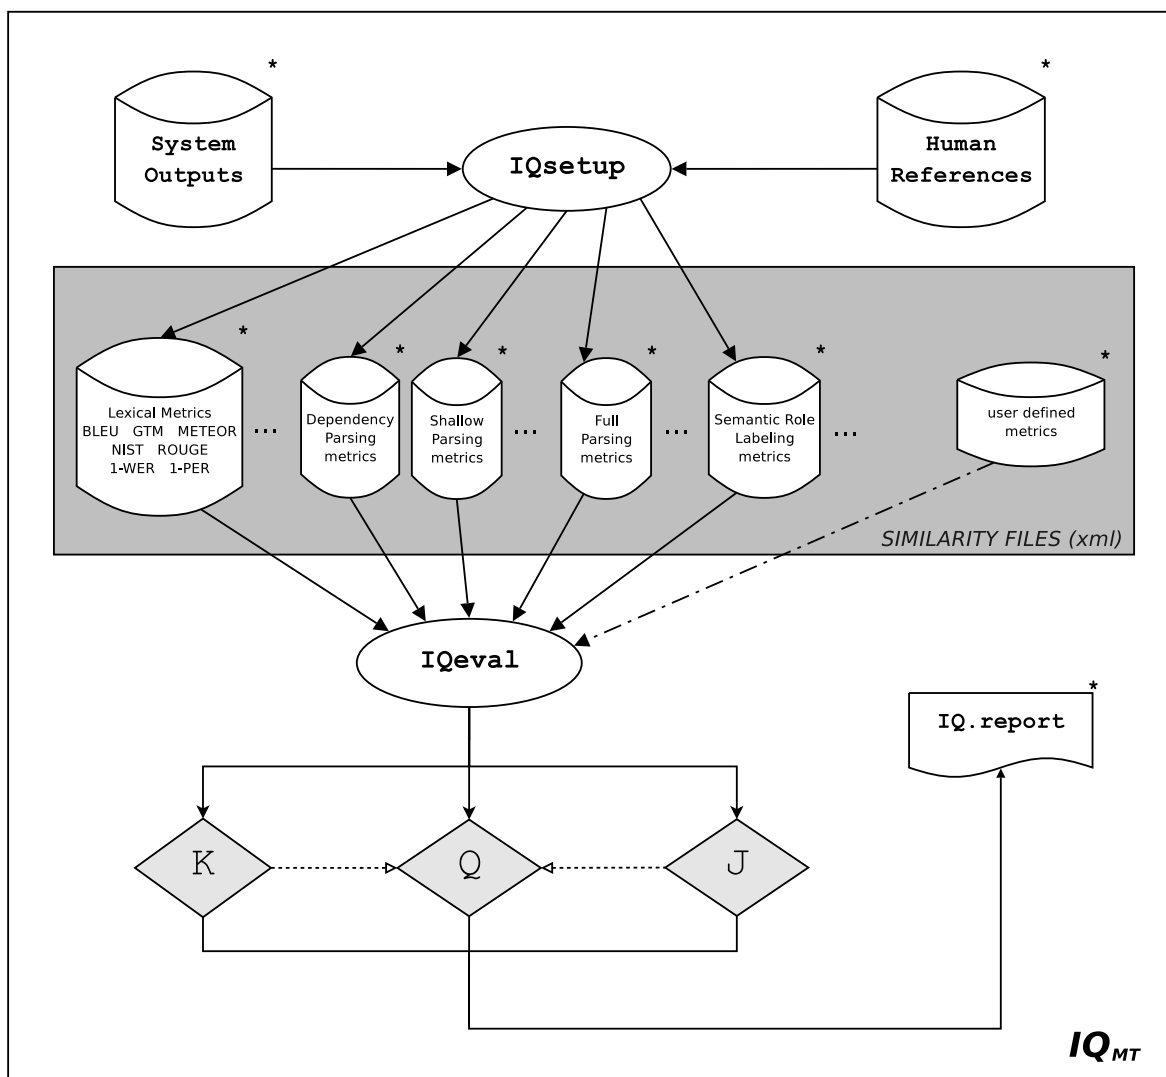 *
*
System
Outputs
IQsetup
Human
References
*
*
*
*
*
*
Lexical Metrics
BLEU GTM METEOR
NIST ROUGE
1-WER 1-PER
...
Dependency
Parsing
metrics
Shallow
Parsing
metrics
...
Full
Parsing
metrics
...
Semantic Role
Labeling
metrics
...
user defined
metrics
SIMILARITY FILES (xml)
IQeval
*
IQ.report
K
Q
J
IQMT